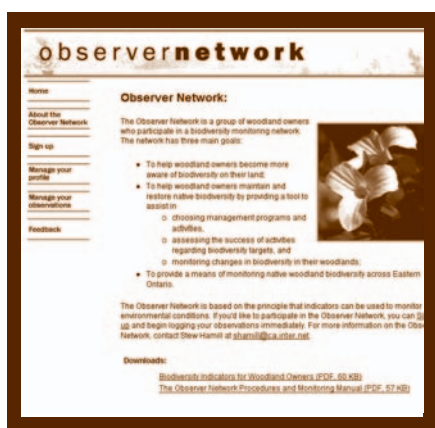 observernetwork
Home
About the
Observer Network
Sign up
Manage your
profile
Manage your
observations
Feedback
Observer Network:
The Observer Network is a group of woodland owners
who participate in a biodiversity monitoring network.
The network has three main goals:
• To help woodland owners become more
aware of biodiversity on their land;
• To help woodland owners maintain and
restore native biodiversity by providing a tool to
assist in
o choosing management programs and
activities,
o assessing the success of activities
regarding biodiversity targets, and
o monitoring changes in biodiversity in their woodlands;
• To provide a means of monitoring native woodland biodiversity across Eastern
Ontario.
The Observer Network is based on the principle that indicators can be used to monitor
environmental conditions. If you'd like to participate in the Observer Network, you can
up and begin logging your observations immediately. For more information on the
Network, contact Stew Hamill at shamill@ca.inter.net.
Downloads:
Biodiversity Indicators for Woodland Owners (PDF, 60 KB)
The Observer Network Procedures and Monitoring Manual (PDF, 57 KB)